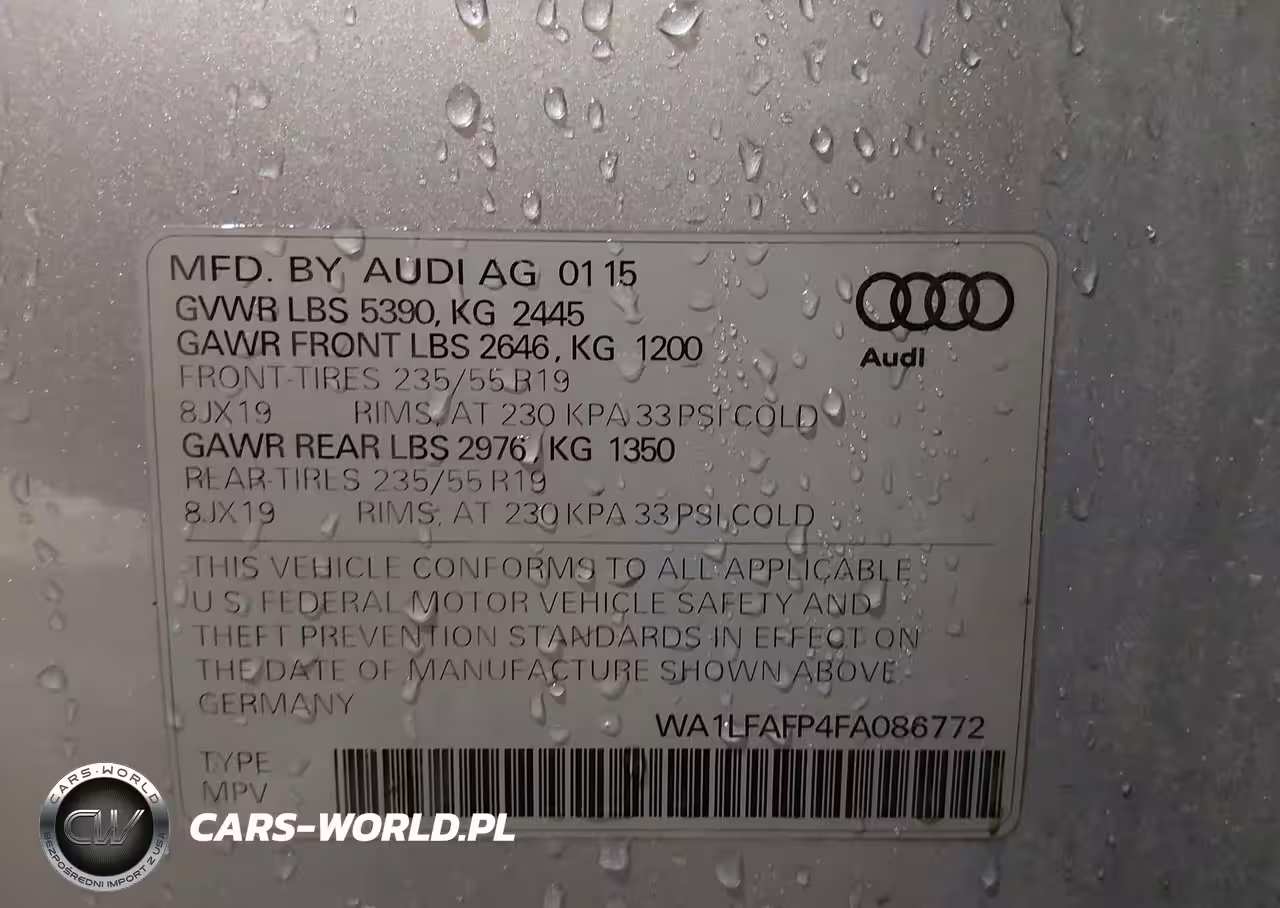 MFD. BY AUDI AG 01 15
GVWR LBS 5390, KG 2445
GAWR FRONT LBS 2646, KG 1200
FRONT-TIRES 235/55 R19
8JX19 RIMS, AT 230 KPA 33 PSI COLD
GAWR REAR LBS 2976, KG 1350
REAR-TIRES 235/55 R19
8JX19 RIMS, AT 230 KPA 33 PSI COLD
Audi
THIS VEHICLE CONFORMS TO ALL APPLICABLE
U.S. FEDERAL MOTOR VEHICLE SAFETY AND
THEFT PREVENTION STANDARDS IN EFFECT ON
THE DATE OF MANUFACTURE SHOWN ABOVE
GERMANY
WA1LFAFP4FA086772
TYPE
MPV
CARS-WORLD
CW
BEZPOŚREDNI IMPORT Z USA
CARS-WORLD.PL